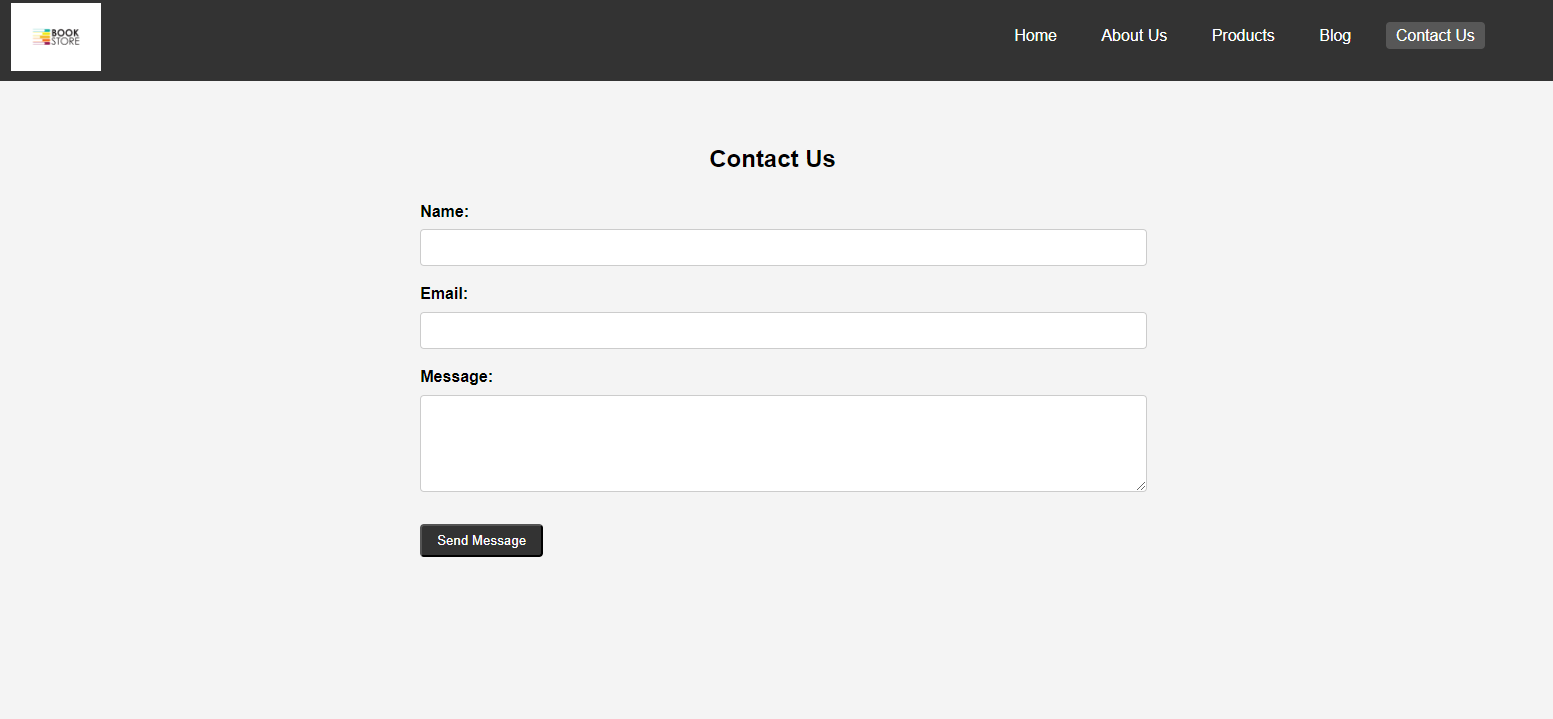 BOOK
STORE
Home About Us Products Blog Contact Us
Contact Us
Name:
Email:
Message:
Send Message